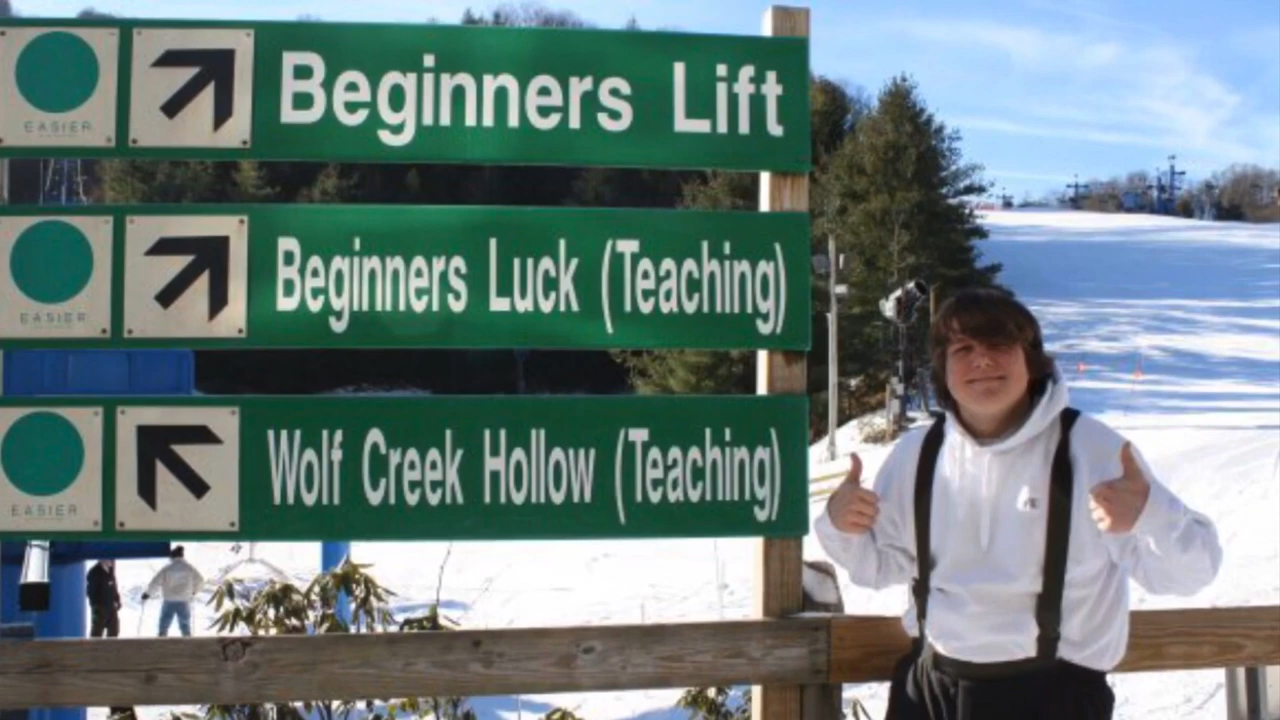 EASIER
Beginners Lift
EASIER
Beginners Luck (Teaching)
EASIER
Wolf Creek Hollow (Teaching)